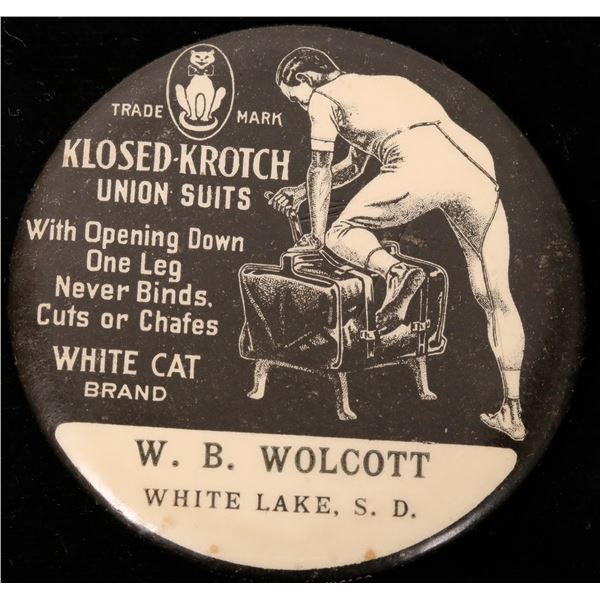 TRADE MARK
KLOSED-KROTCH
UNION SUITS
With Opening Down
One Leg
Never Binds,
Cuts or Chafes
WHITE CAT
BRAND
W. B. WOLCOTT
WHITE LAKE, S. D.